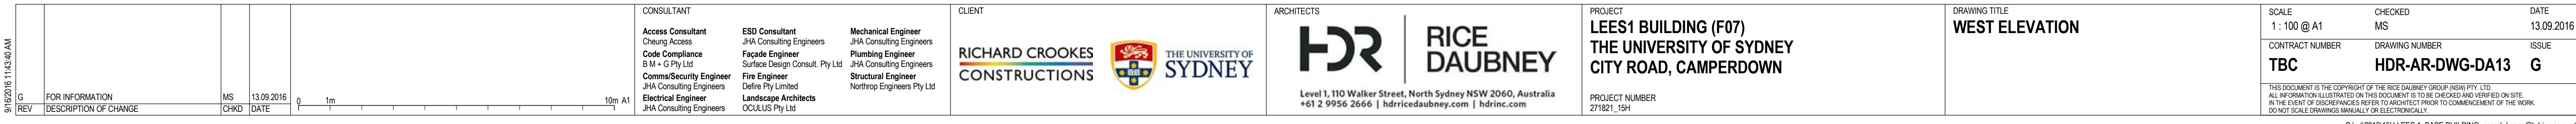 9/16/2016 11:43:40 AM
G FOR INFORMATION MS 13.09.2016
REV DESCRIPTION OF CHANGE CHKD DATE
0 1m 10m A1
CONSULTANT
Access Consultant
Cheung Access
Code Compliance
B M + G Pty Ltd
Comms/Security Engineer
JHA Consulting Engineers
Electrical Engineer
JHA Consulting Engineers
ESD Consultant
JHA Consulting Engineers
Façade Engineer
Surface Design Consult. Pty Ltd
Fire Engineer
Defire Pty Limited
Landscape Architects
OCULUS Pty Ltd
Mechanical Engineer
JHA Consulting Engineers
Plumbing Engineer
JHA Consulting Engineers
Structural Engineer
Northrop Engineers Pty Ltd
CLIENT
RICHARD CROOKES
CONSTRUCTIONS
THE UNIVERSITY OF
SYDNEY
ARCHITECTS
HDR
RICE
DAUBNEY
Level 1, 110 Walker Street, North Sydney NSW 2060, Australia
+61 2 9956 2666 | hdrricedaubney.com | hdrinc.com
PROJECT
LEES1 BUILDING (F07)
THE UNIVERSITY OF SYDNEY
CITY ROAD, CAMPERDOWN
PROJECT NUMBER
271821_15H
DRAWING TITLE
WEST ELEVATION
SCALE CHECKED DATE
1 : 100 @ A1 MS 13.09.2016
CONTRACT NUMBER DRAWING NUMBER ISSUE
TBC HDR-AR-DWG-DA13 G
THIS DOCUMENT IS THE COPYRIGHT OF THE RICE DAUBNEY GROUP (NSW) PTY. LTD.
ALL INFORMATION ILLUSTRATED ON THIS DOCUMENT IS TO BE CHECKED AND VERIFIED ON SITE.
IN THE EVENT OF DISCREPANCIES REFER TO ARCHITECT PRIOR TO COMMENCEMENT OF THE WORK.
DO NOT SCALE DRAWINGS MANUALLY OR ELECTRONICALLY.